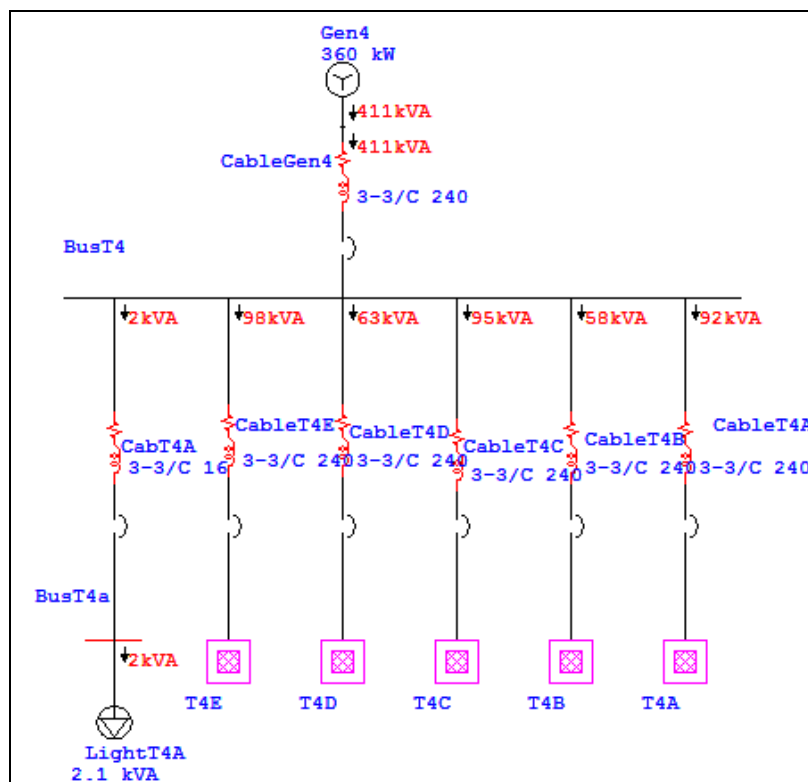 Gen4
360 kW
411kVA
411kVA
CableGen4
3-3/C 240
BusT4
2kVA
98kVA
63kVA
95kVA
58kVA
92kVA
CabT4A
3-3/C 16
CableT4E
3-3/C 240
CableT4D
3-3/C 240
CableT4C
3-3/C 240
CableT4B
3-3/C 240
CableT4A
3-3/C 240
BusT4a
2kVA
T4E
T4D
T4C
T4B
T4A
LightT4A
2.1 kVA